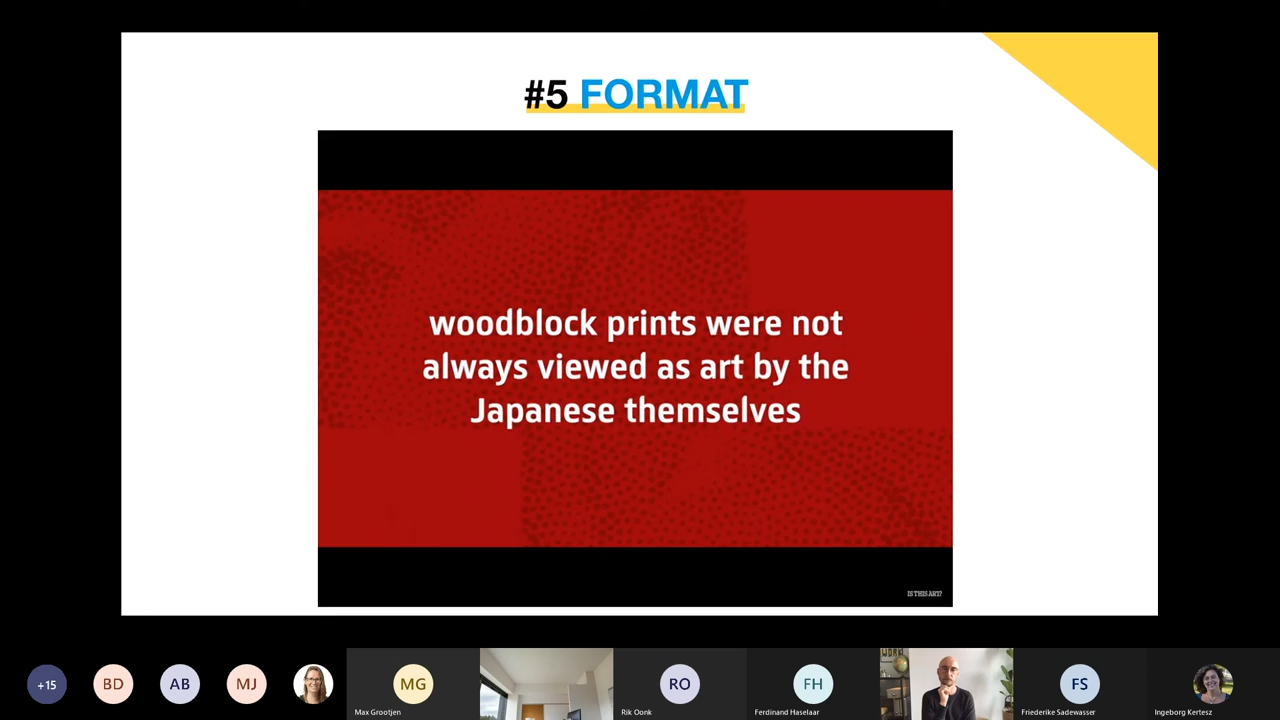 #5 FORMAT
woodblock prints were not
always viewed as art by the
Japanese themselves
IS THIS ART?
+15
BD
AB
MJ
MG
Max Grootjen
RO
Rik Oonk
FH
Ferdinand Haselaar
FS
Friederike Sadewasser
Ingeborg Kertesz